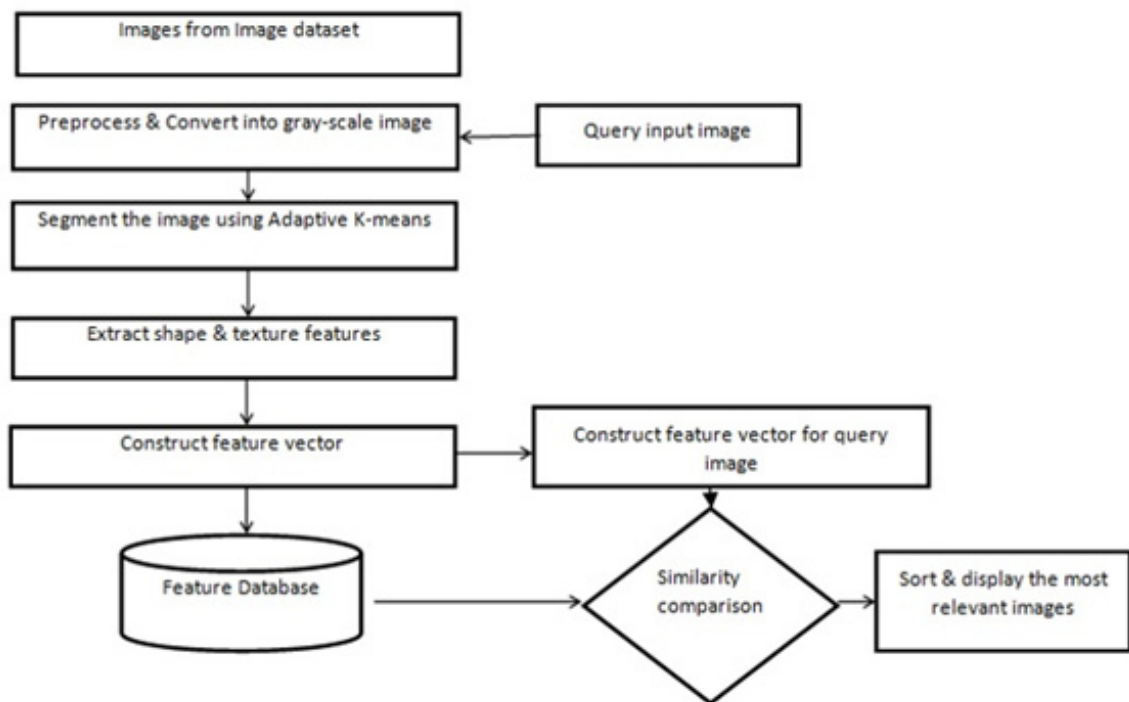 Images from Image dataset
Preprocess & Convert into gray-scale image
Query input image
Segment the image using Adaptive K-means
Extract shape & texture features
Construct feature vector
Construct feature vector for query
image
Feature Database
Similarity
comparison
Sort & display the most
relevant images